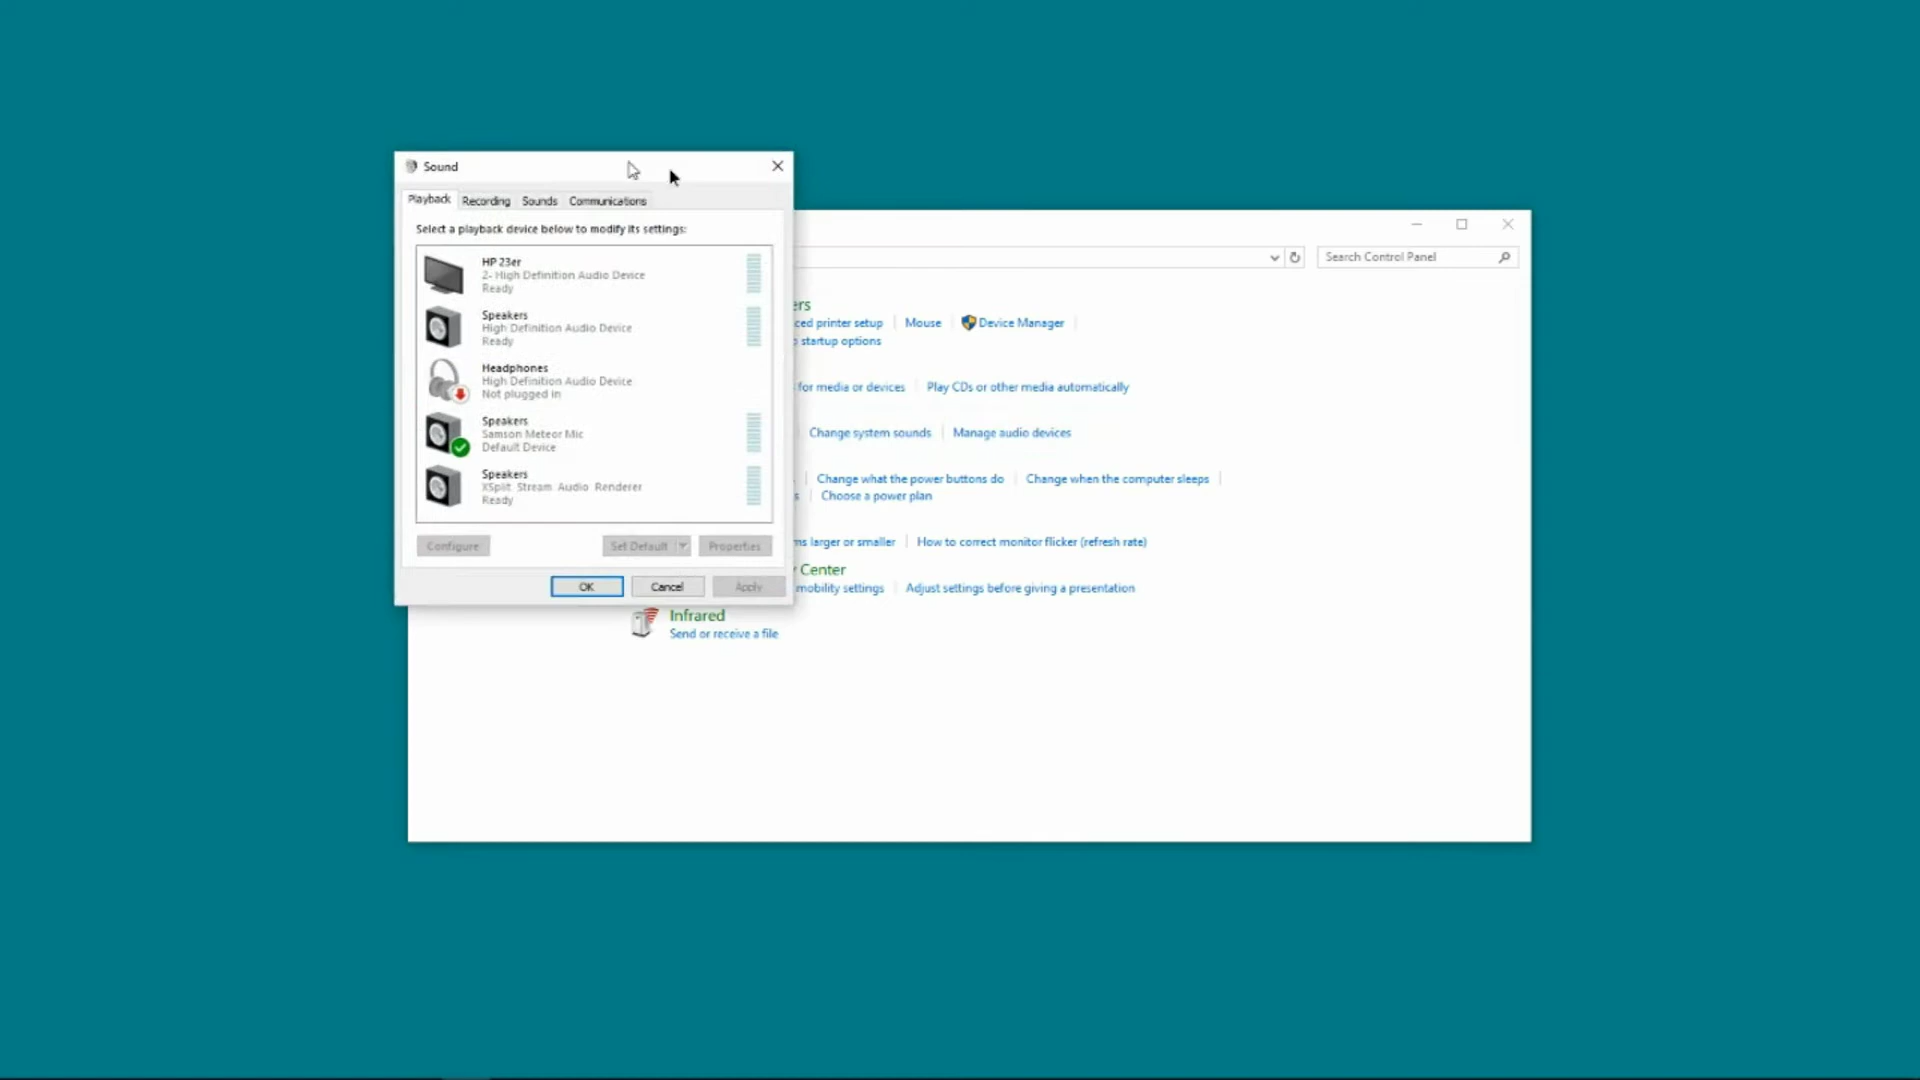 Sound
Playback Recording Sounds Communications
Select a playback device below to modify its settings:
HP 23er
2- High Definition Audio Device
Ready
Speakers
High Definition Audio Device
Ready
Headphones
High Definition Audio Device
Not plugged in
Speakers
Samson Meteor Mic
Default Device
Speakers
XSplit Stream Audio Renderer
Ready
Configure Set Default Properties
OK Cancel Apply
Search Control Panel
ers
ced printer setup Mouse Device Manager
startup options
for media or devices Play CDs or other media automatically
Change system sounds Manage audio devices
Change what the power buttons do Change when the computer sleeps
s Choose a power plan
ms larger or smaller How to correct monitor flicker (refresh rate)
y Center
mobility settings Adjust settings before giving a presentation
Infrared
Send or receive a file